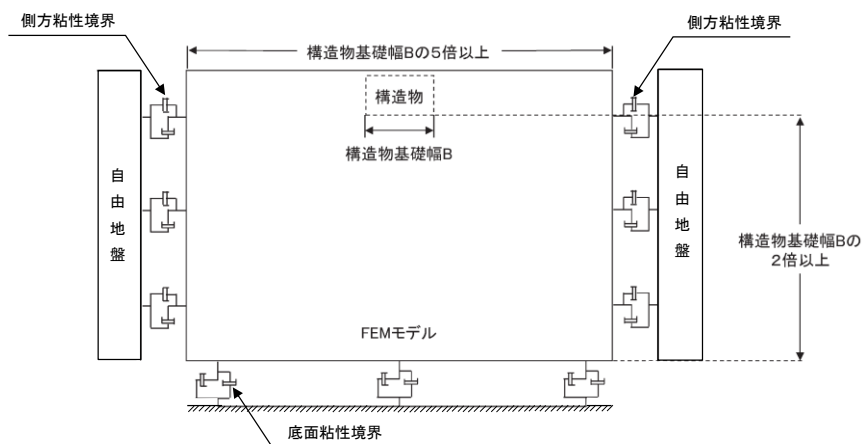 側方粘性境界
側方粘性境界
構造物基礎幅Bの5倍以上
構造物
構造物基礎幅B
自由地盤
自由地盤
構造物基礎幅Bの
2倍以上
FEMモデル
底面粘性境界